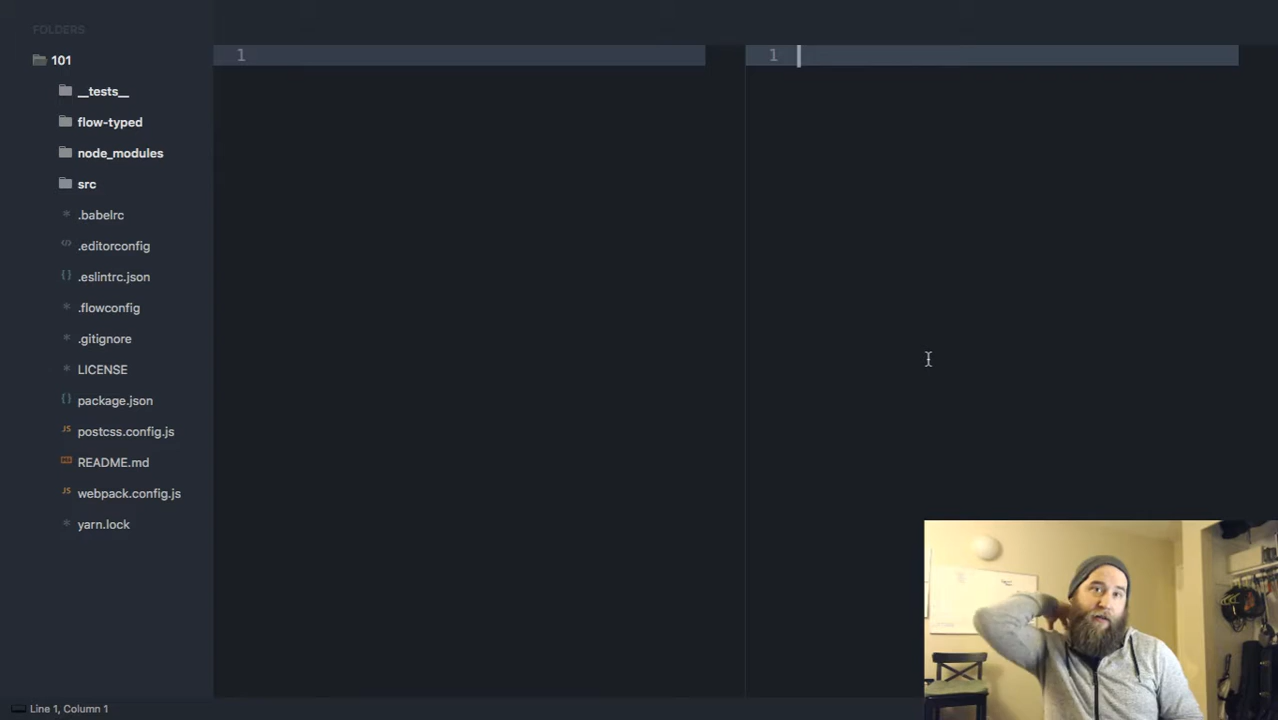 FOLDERS
101
__tests__
flow-typed
node_modules
src
.babelrc
.editorconfig
.eslintrc.json
.flowconfig
.gitignore
LICENSE
package.json
postcss.config.js
README.md
webpack.config.js
yarn.lock
1
1
Line 1, Column 1